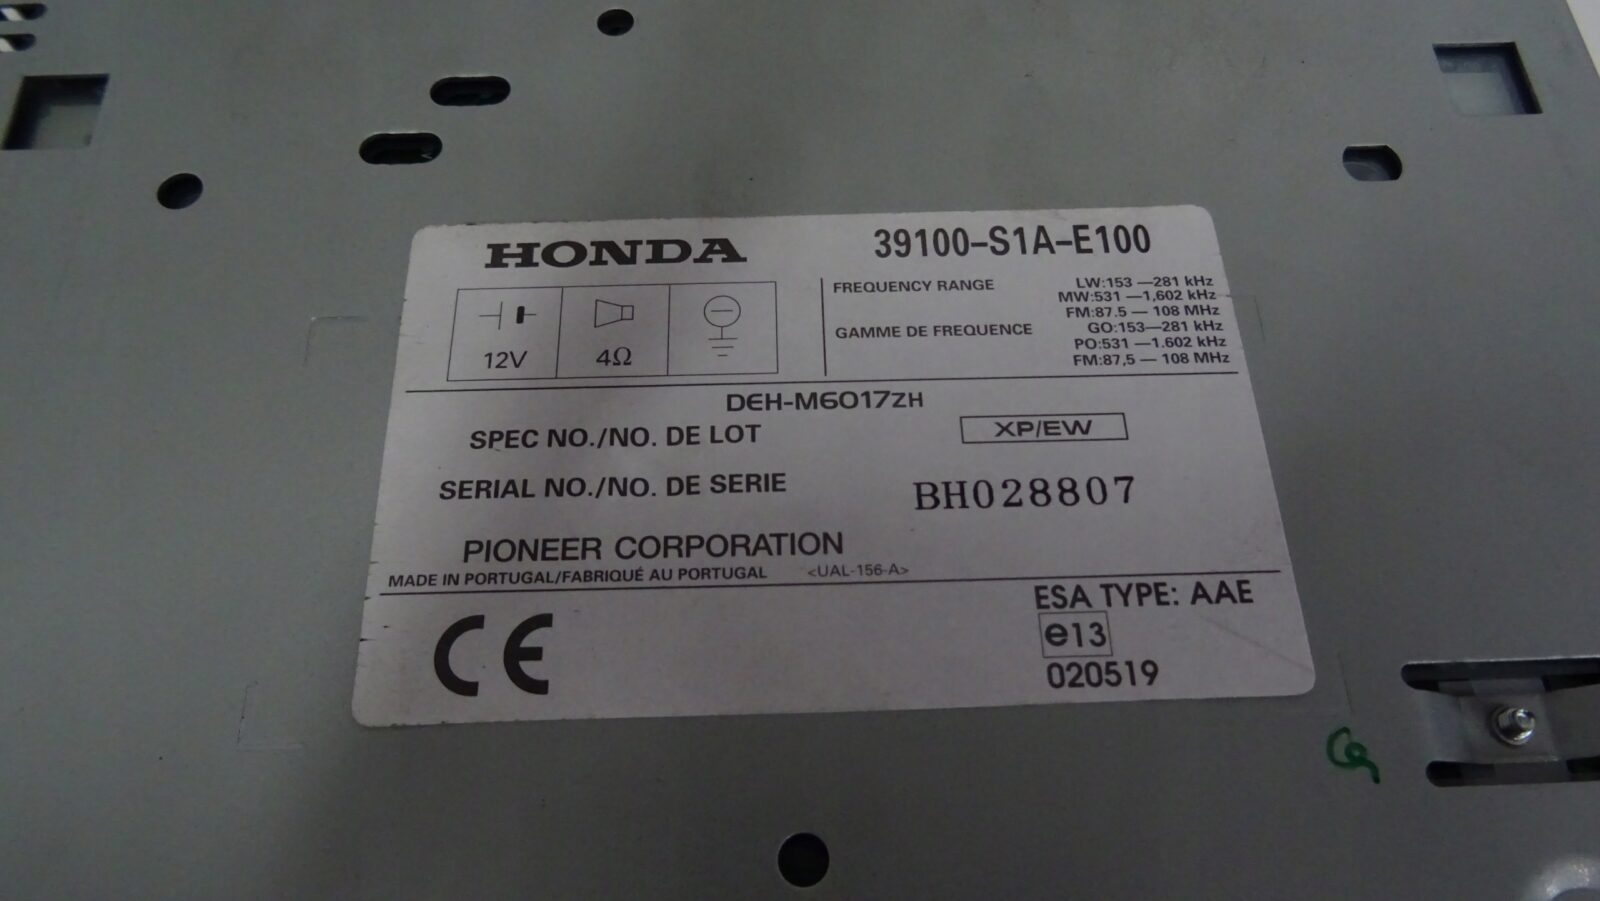 HONDA
39100-S1A-E100
12V
4Ω
FREQUENCY RANGE
LW:153 —281 kHz
MW:531 —1,602 kHz
FM:87.5 — 108 MHz
GAMME DE FREQUENCE
GO:153—281 kHz
PO:531 —1.602 kHz
FM:87,5 — 108 MHz
DEH-M6017ZH
SPEC NO./NO. DE LOT
XP/EW
SERIAL NO./NO. DE SERIE
BH028807
PIONEER CORPORATION
MADE IN PORTUGAL/FABRIQUÉ AU PORTUGAL <UAL-156-A>
CE
ESA TYPE: AAE
e13
020519